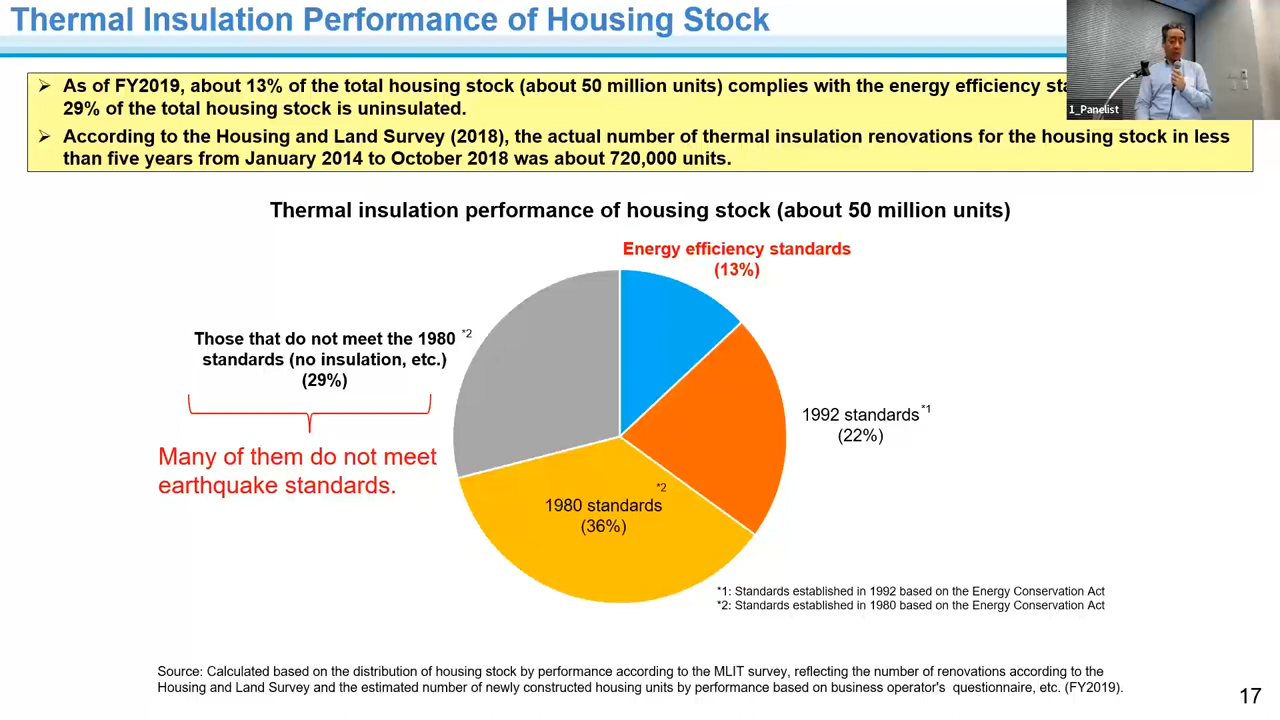 Thermal Insulation Performance of Housing Stock
➢ As of FY2019, about 13% of the total housing stock (about 50 million units) complies with the energy efficiency
29% of the total housing stock is uninsulated.
➢ According to the Housing and Land Survey (2018), the actual number of thermal insulation renovations for the housing stock in less
than five years from January 2014 to October 2018 was about 720,000 units.
1_Panelist
Thermal insulation performance of housing stock (about 50 million units)
Energy efficiency standards
(13%)
Those that do not meet the 1980 *2
standards (no insulation, etc.)
(29%)
Many of them do not meet
earthquake standards.
1992 standards *1
(22%)
1980 standards *2
(36%)
*1: Standards established in 1992 based on the Energy Conservation Act
*2: Standards established in 1980 based on the Energy Conservation Act
Source: Calculated based on the distribution of housing stock by performance according to the MLIT survey, reflecting the number of renovations according to the
Housing and Land Survey and the estimated number of newly constructed housing units by performance based on business operator's questionnaire, etc. (FY2019).
17